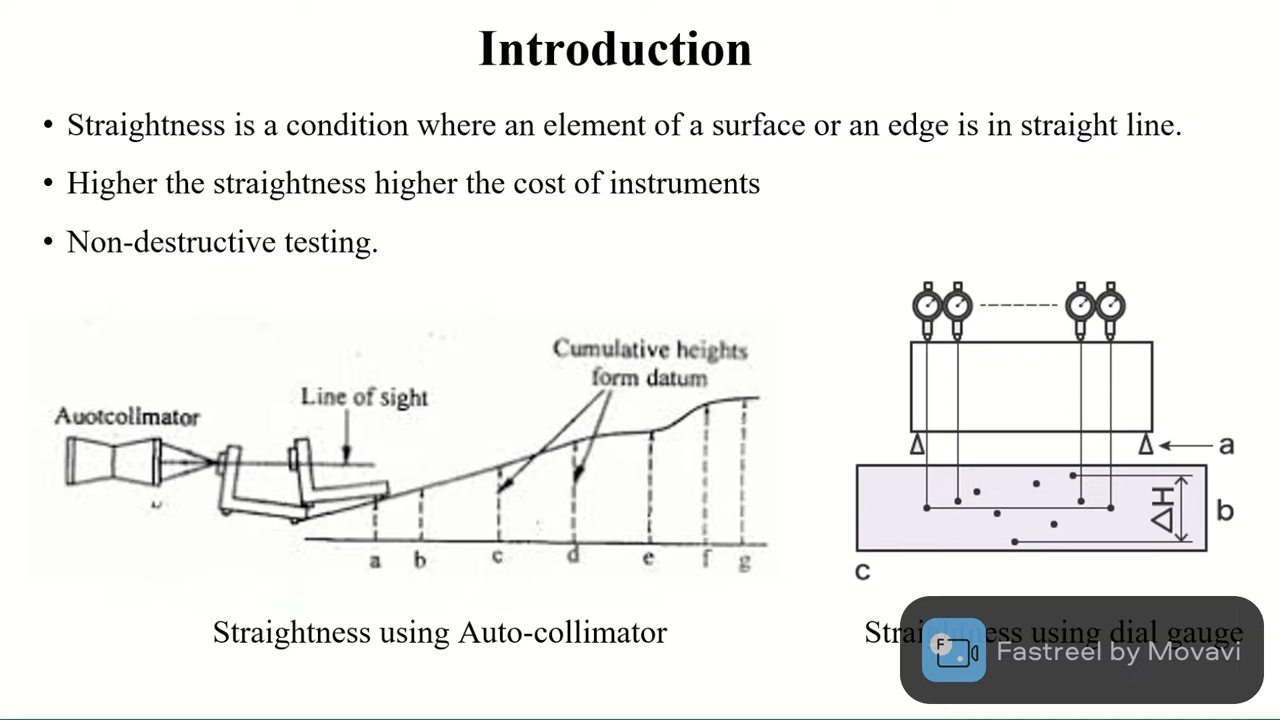 Introduction
• Straightness is a condition where an element of a surface or an edge is in straight line.
• Higher the straightness higher the cost of instruments
• Non-destructive testing.
Cumulative heights
form datum
Line of sight
Auotcollmator
a b c d e f g
a
b
ΔH
c
Straightness using Auto-collimator
Straightness using dial gauge
F
Fastreel by Movavi